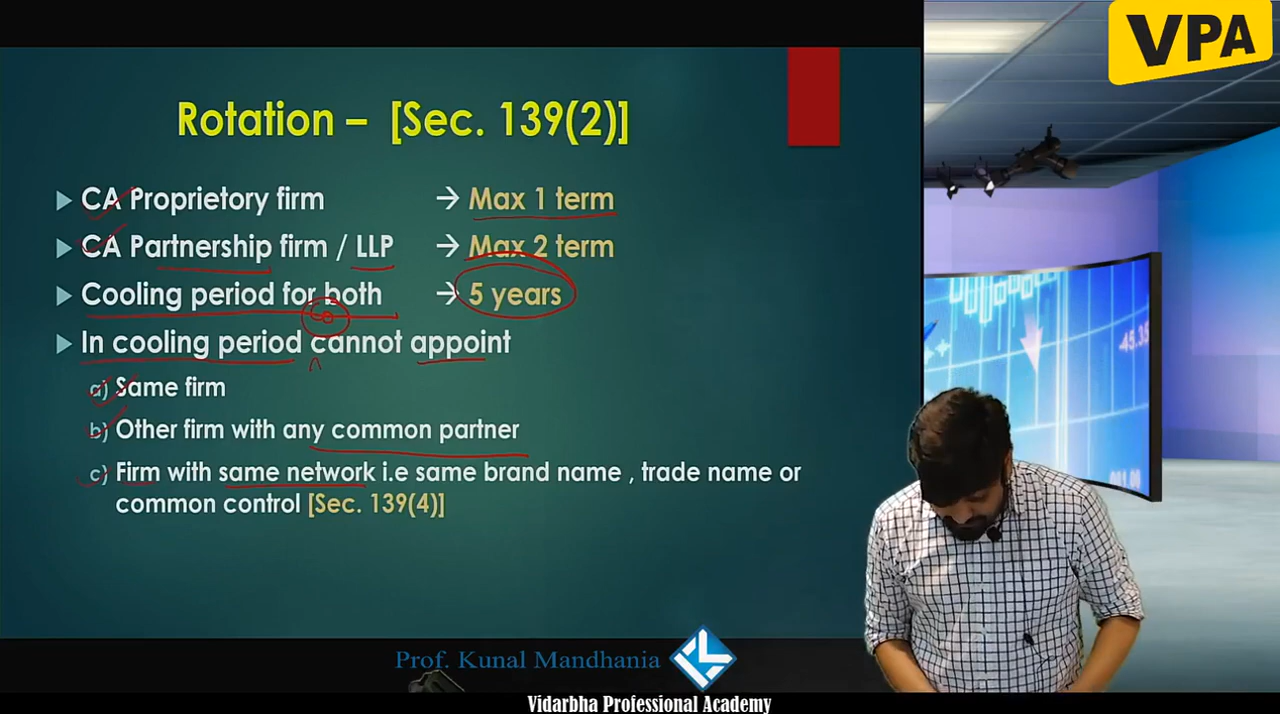 VPA
Rotation – [Sec. 139(2)]
CA Proprietory firm → Max 1 term
CA Partnership firm / LLP → Max 2 term
Cooling period for both → 5 years
co
In cooling period cannot appoint
a) Same firm
b) Other firm with any common partner
c) Firm with same network i.e same brand name , trade name or
common control [Sec. 139(4)]
-45.35
Prof. Kunal Mandhania
Vidarbha Professional Academy